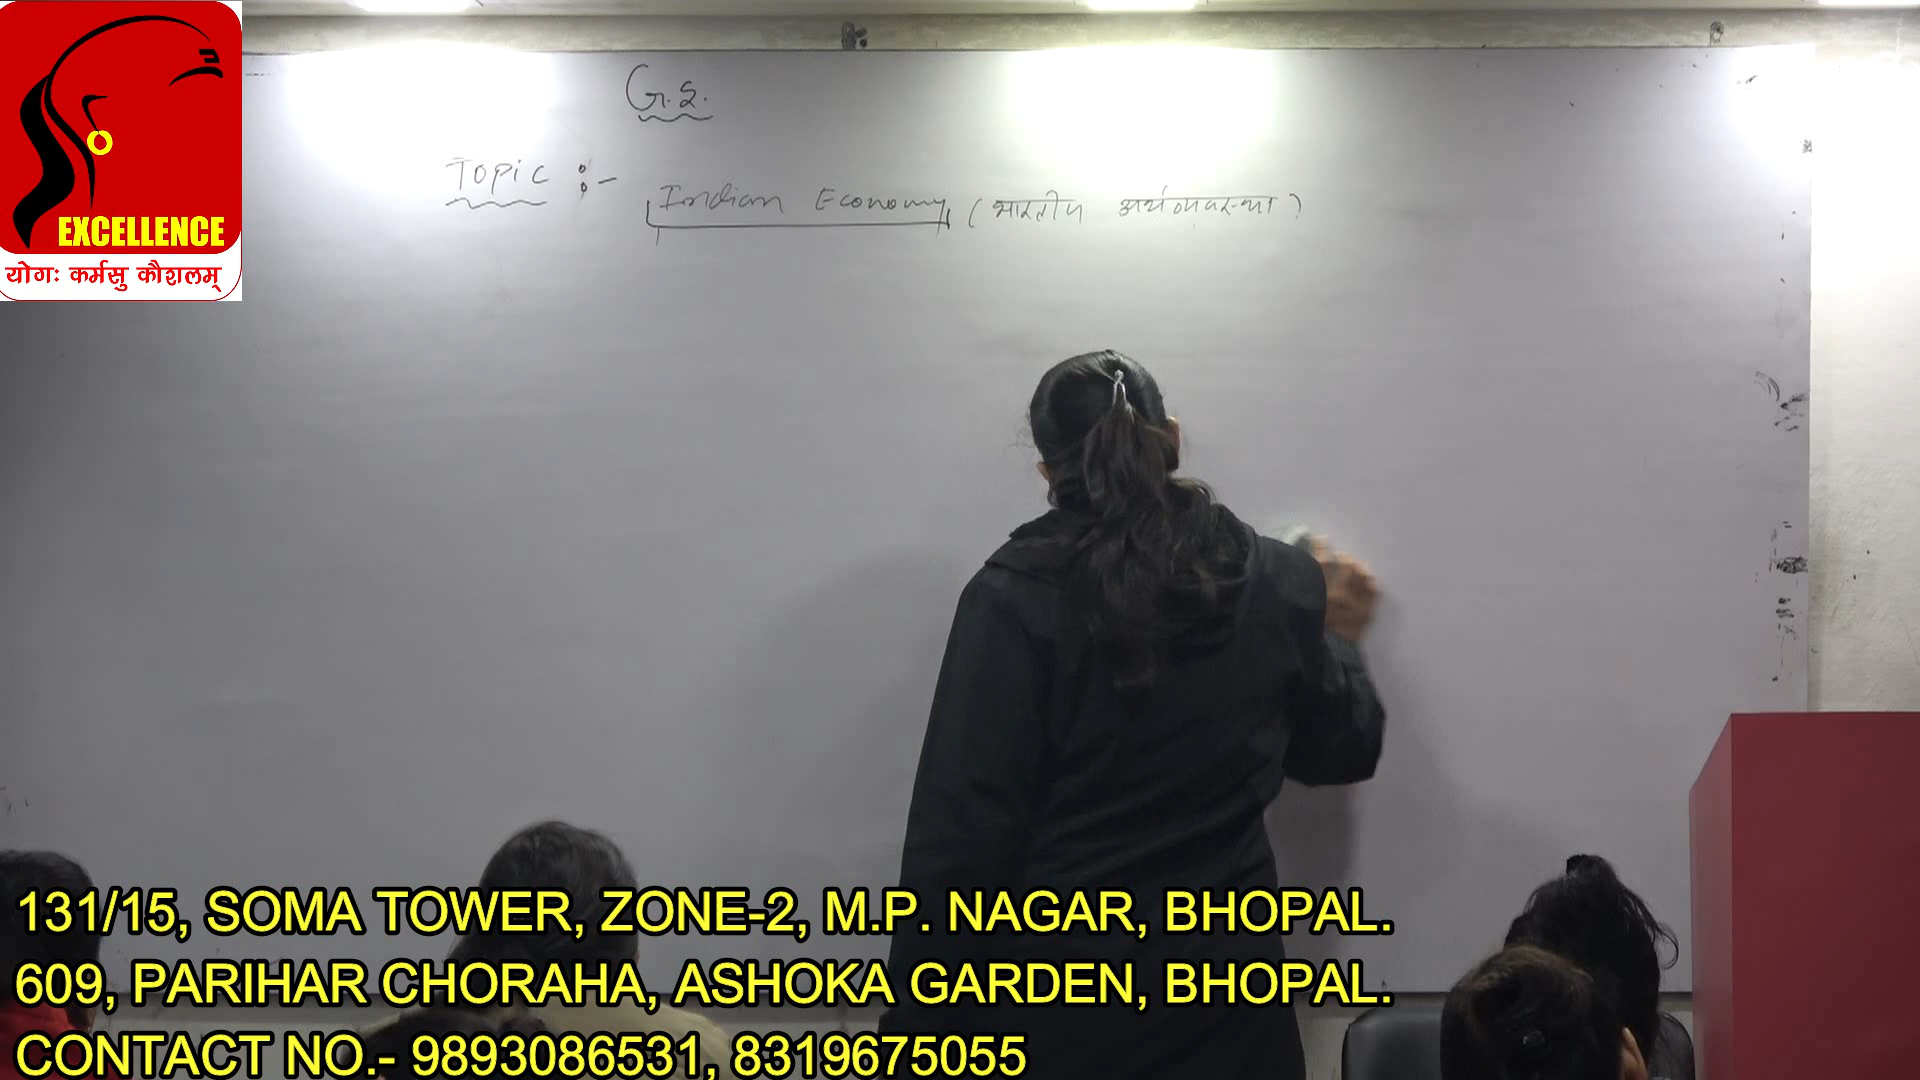 EXCELLENCE
योगः कर्मसु कौशलम्
G.S.
Topic :-
Indian Economy (भारतीय अर्थव्यवस्था)
131/15, SOMA TOWER, ZONE-2, M.P. NAGAR, BHOPAL.
609, PARIHAR CHORAHA, ASHOKA GARDEN, BHOPAL.
CONTACT NO.- 9893086531, 8319675055